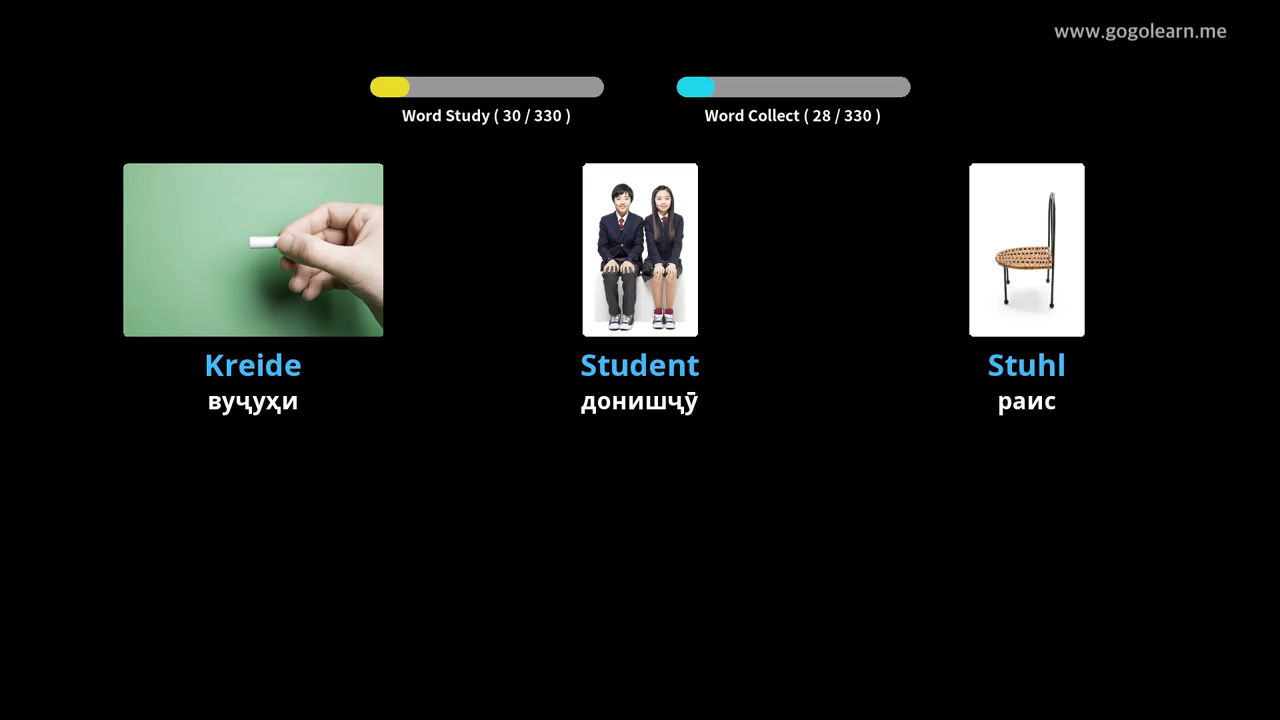 www.gogolearn.me
Word Study ( 30 / 330 )
Word Collect ( 28 / 330 )
Kreide
Student
Stuhl
вуҷуҳи
донишҷӯ
раис